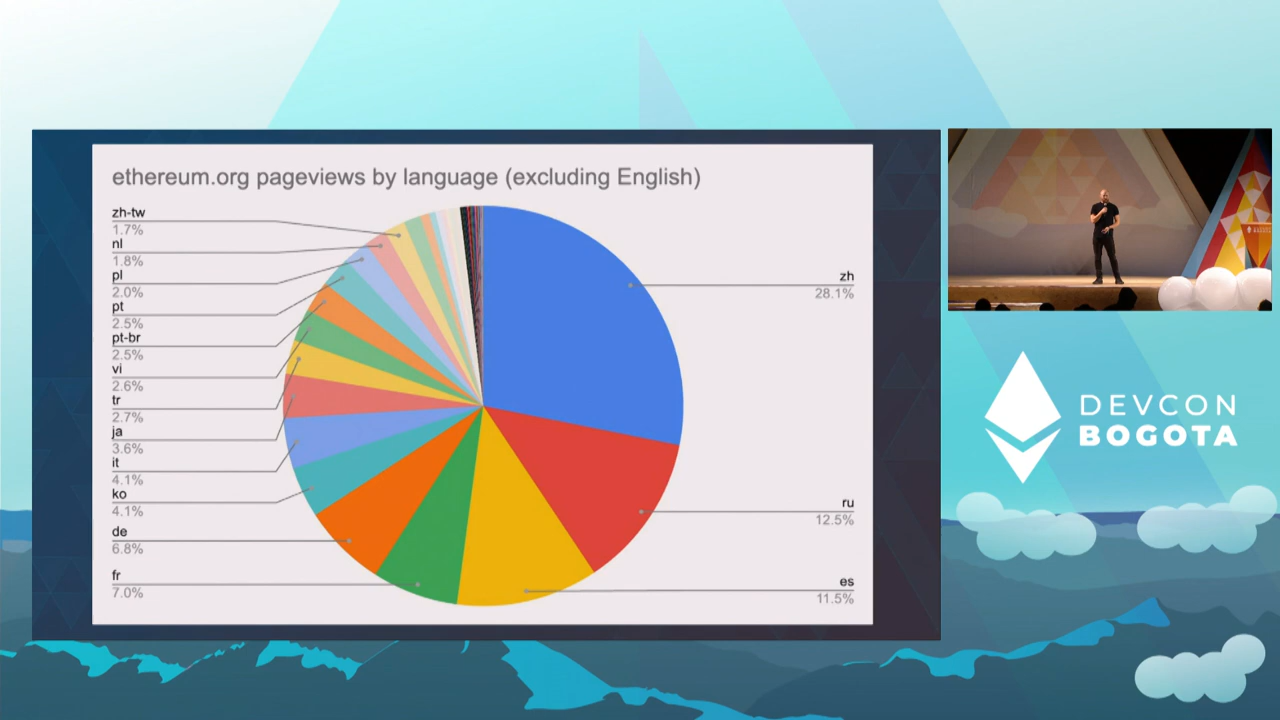 ethereum.org pageviews by language (excluding English)
zh-tw
1.7%
nl
1.8%
pl
2.0%
pt
2.5%
pt-br
2.5%
vi
2.6%
tr
2.7%
ja
3.6%
it
4.1%
ko
4.1%
de
6.8%
fr
7.0%
zh
28.1%
ru
12.5%
es
11.5%
DEVCON
BOGOTA